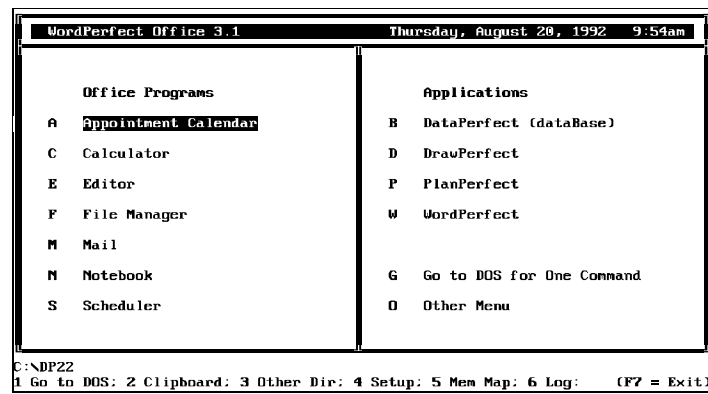 WordPerfect Office 3.1 Thursday, August 20, 1992 9:54am
Office Programs Applications
A Appointment Calendar B DataPerfect (dataBase)
C Calculator D DrawPerfect
E Editor P PlanPerfect
F File Manager W WordPerfect
M Mail
N Notebook G Go to DOS for One Command
S Scheduler O Other Menu
C:\DP22
1 Go to DOS; 2 Clipboard; 3 Other Dir; 4 Setup; 5 Mem Map; 6 Log: (F7 = Exit)